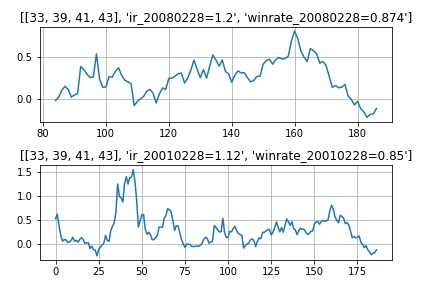 [[33, 39, 41, 43], 'ir_20080228=1.2', 'winrate_20080228=0.874']
0.5
0.0
80 100 120 140 160 180
[[33, 39, 41, 43], 'ir_20010228=1.12', 'winrate_20010228=0.85']
1.5
1.0
0.5
0.0
0 25 50 75 100 125 150 175